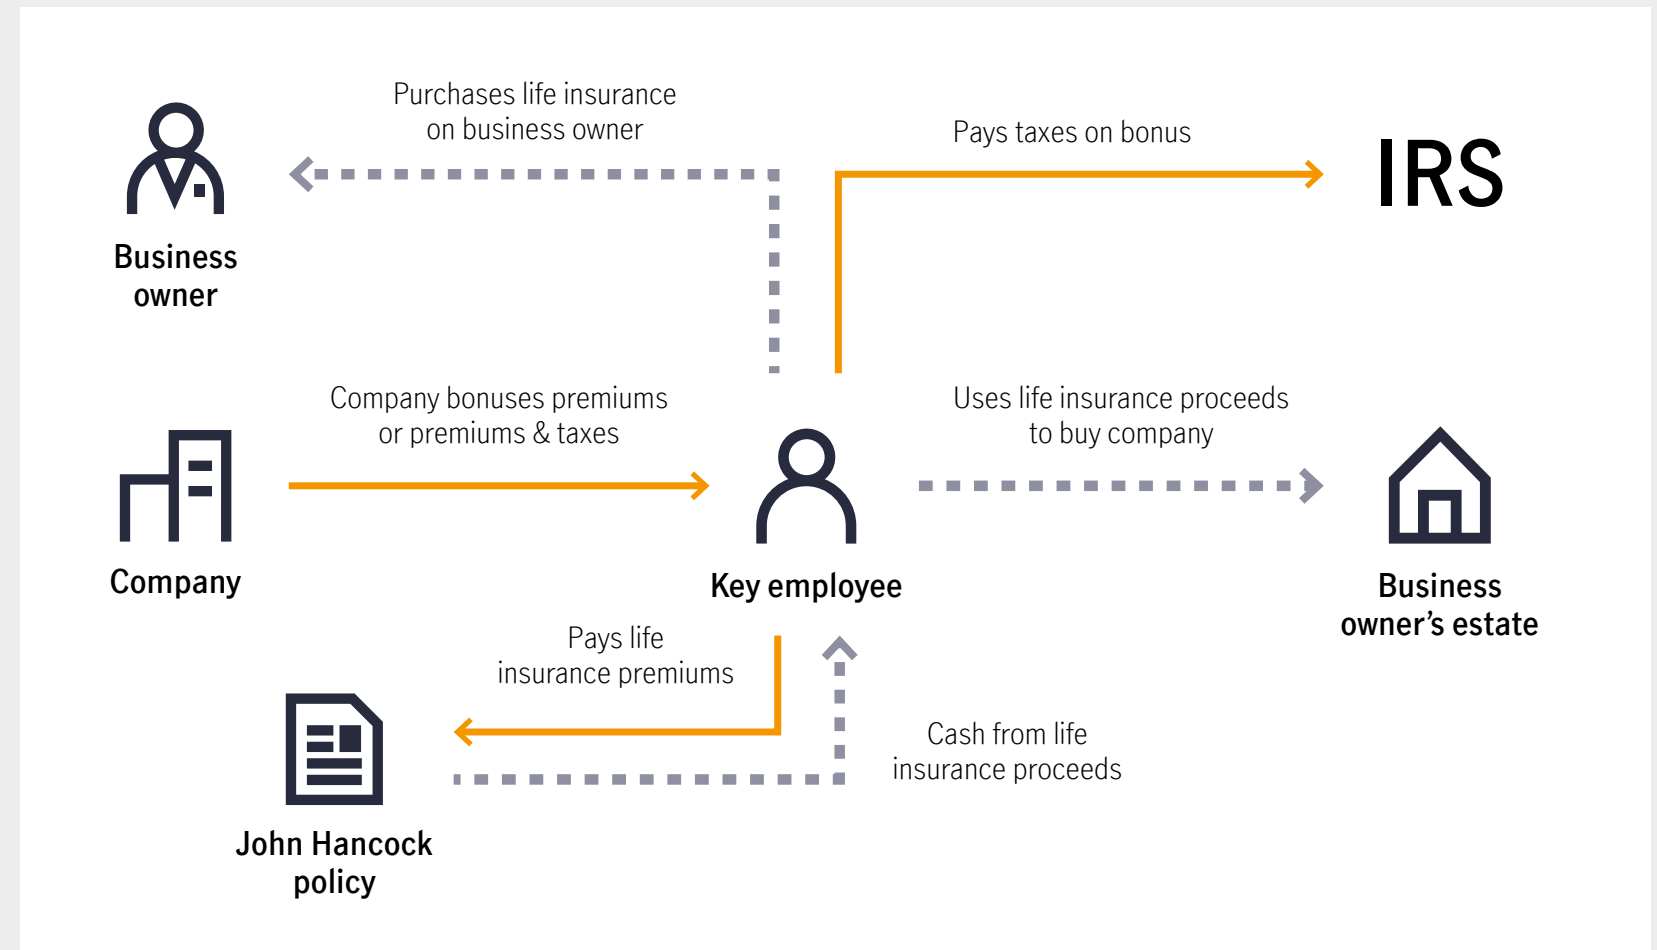 Purchases life insurance
on business owner
Pays taxes on bonus
IRS
Business
owner
Company bonuses premiums
or premiums & taxes
Uses life insurance proceeds
to buy company
Company
Key employee
Business
owner’s estate
Pays life
insurance premiums
Cash from life
insurance proceeds
John Hancock
policy